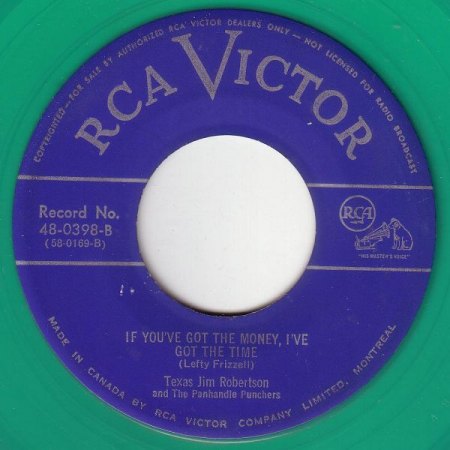 COPYRIGHTED—FOR SALE BY AUTHORIZED RCA VICTOR DEALERS ONLY—NOT LICENSED FOR RADIO BROADCAST
RCA VICTOR
Record No.
48-0398-B
(58-0169-B)
RCA
"HIS MASTER'S VOICE"
IF YOU'VE GOT THE MONEY, I'VE
GOT THE TIME
(Lefty Frizzell)
Texas Jim Robertson
and The Panhandle Punchers
MADE IN CANADA BY RCA VICTOR COMPANY LIMITED, MONTREAL